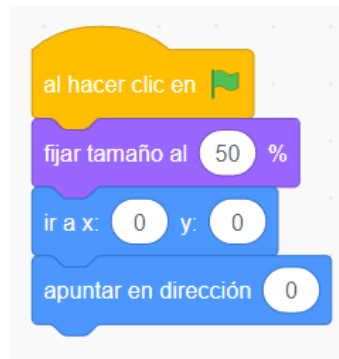 al hacer clic en
fijar tamaño al 50 %
ir a x: 0 y: 0
apuntar en dirección 0